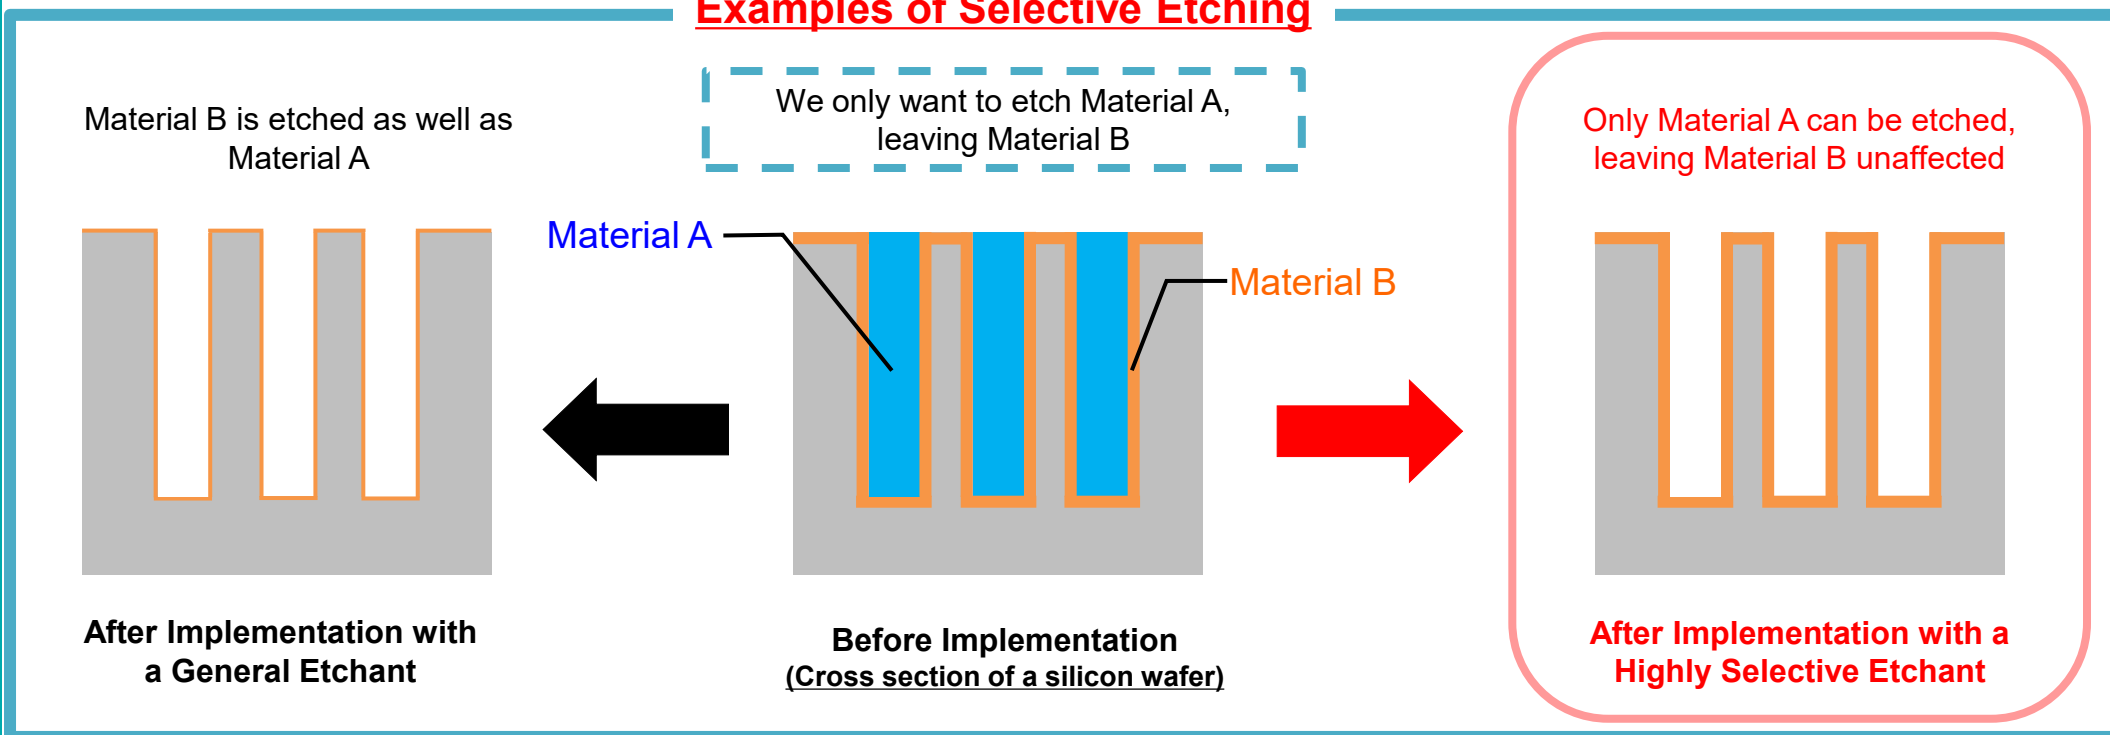 Examples of Selective Etching
We only want to etch Material A,
leaving Material B
Material B is etched as well as
Material A
Only Material A can be etched,
leaving Material B unaffected
Material A
Material B
After Implementation with
a General Etchant
Before Implementation
(Cross section of a silicon wafer)
After Implementation with a
Highly Selective Etchant